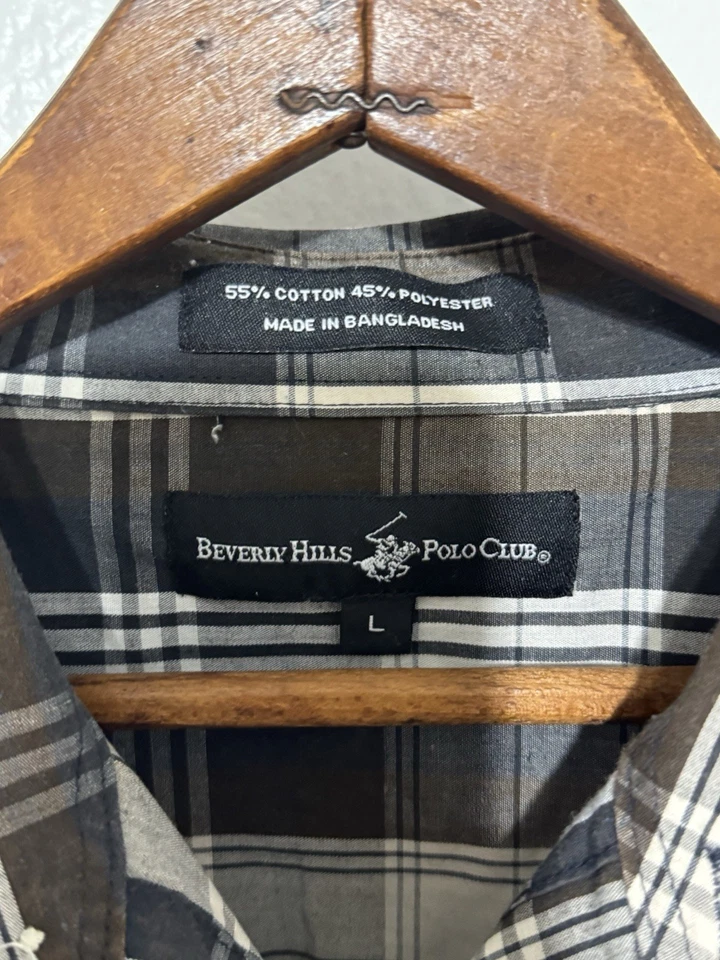 55% COTTON 45% POLYESTER
MADE IN BANGLADESH
BEVERLY HILLS POLO CLUB©
L